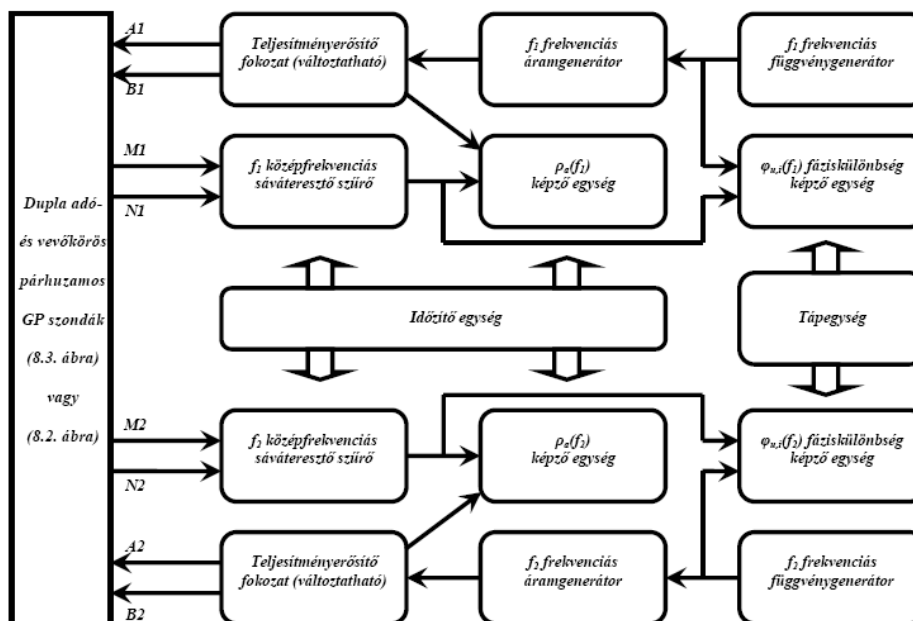 A1
B1
Teljesítményerősítő
fokozat (változtatható)
f₁ frekvenciás
áramgenerátor
f₁ frekvenciás
függvénygenerátor
M1
N1
f₁ középfrekvenciás
sáváteresztő szűrő
ρₐ(f₁)
képző egység
φᵤ,ᵢ(f₁) fáziskülönbség
képző egység
Dupla adó-
és vevőkörös
párhuzamos
GP szondák
(8.3. ábra)
vagy
(8.2. ábra)
Időzítő egység
Tápegység
M2
N2
f₂ középfrekvenciás
sáváteresztő szűrő
ρₐ(f₂)
képző egység
φᵤ,ᵢ(f₂) fáziskülönbség
képző egység
A2
B2
Teljesítményerősítő
fokozat (változtatható)
f₂ frekvenciás
áramgenerátor
f₂ frekvenciás
függvénygenerátor